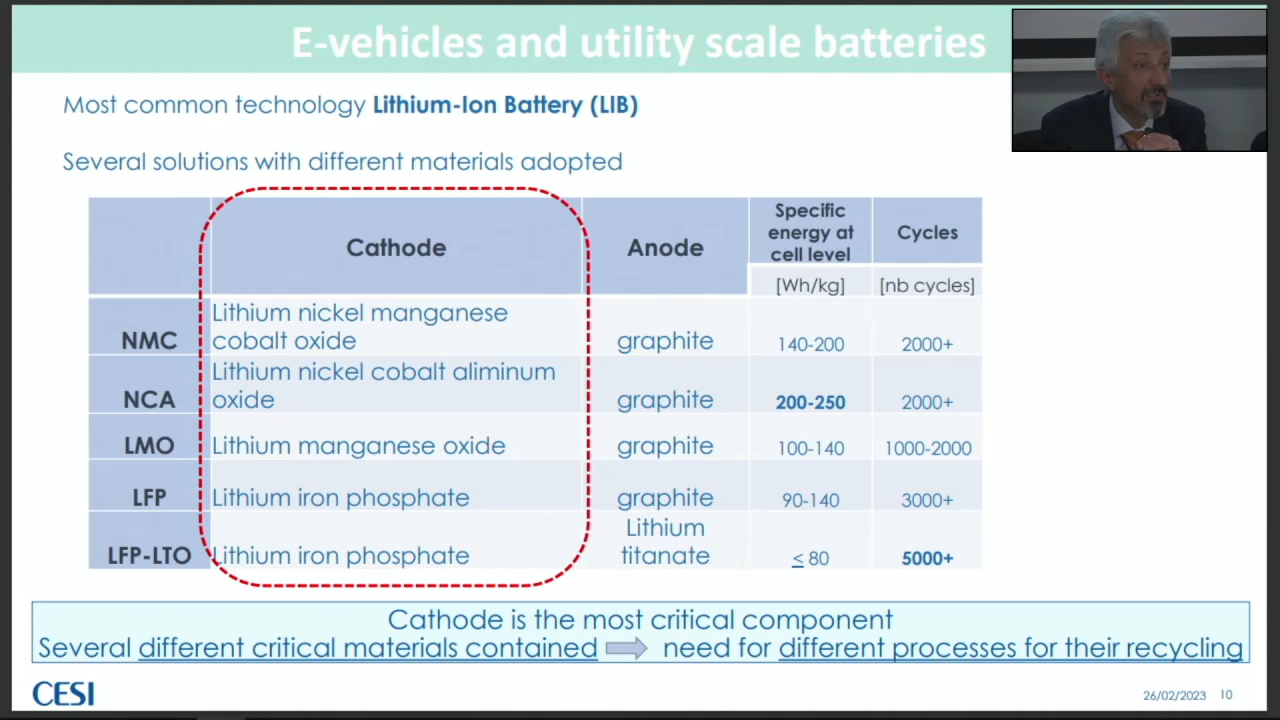 E-vehicles and utility scale batteries
Most common technology Lithium-Ion Battery (LIB)
Several solutions with different materials adopted
Cathode
Anode
Specific
energy at
cell level
Cycles
[Wh/kg]
[nb cycles]
NMC
Lithium nickel manganese
cobalt oxide
graphite
140-200
2000+
NCA
Lithium nickel cobalt aliminum
oxide
graphite
200-250
2000+
LMO
Lithium manganese oxide
graphite
100-140
1000-2000
LFP
Lithium iron phosphate
graphite
90-140
3000+
LFP-LTO
Lithium iron phosphate
Lithium
titanate
≤ 80
5000+
Cathode is the most critical component
Several different critical materials contained need for different processes for their recycling
CESI
26/02/2023 10